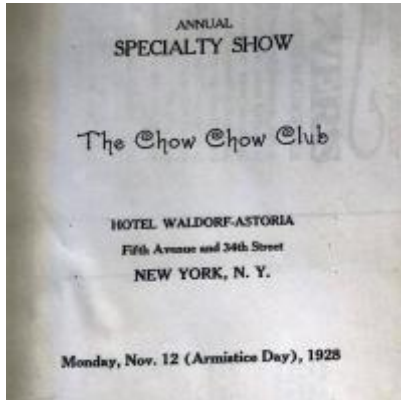 ANNUAL
SPECIALTY SHOW
The Chow Chow Club
HOTEL WALDORF-ASTORIA
Fifth Avenue and 34th Street
NEW YORK, N. Y.
Monday, Nov. 12 (Armistice Day), 1928